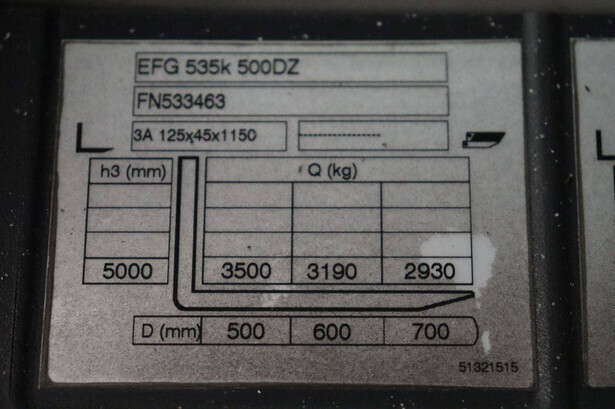 EFG 535k 500DZ
FN533463
3A 125x45x1150 ---------------
h3 (mm) Q (kg)
5000 3500 3190 2930
D (mm) 500 600 700
51321515